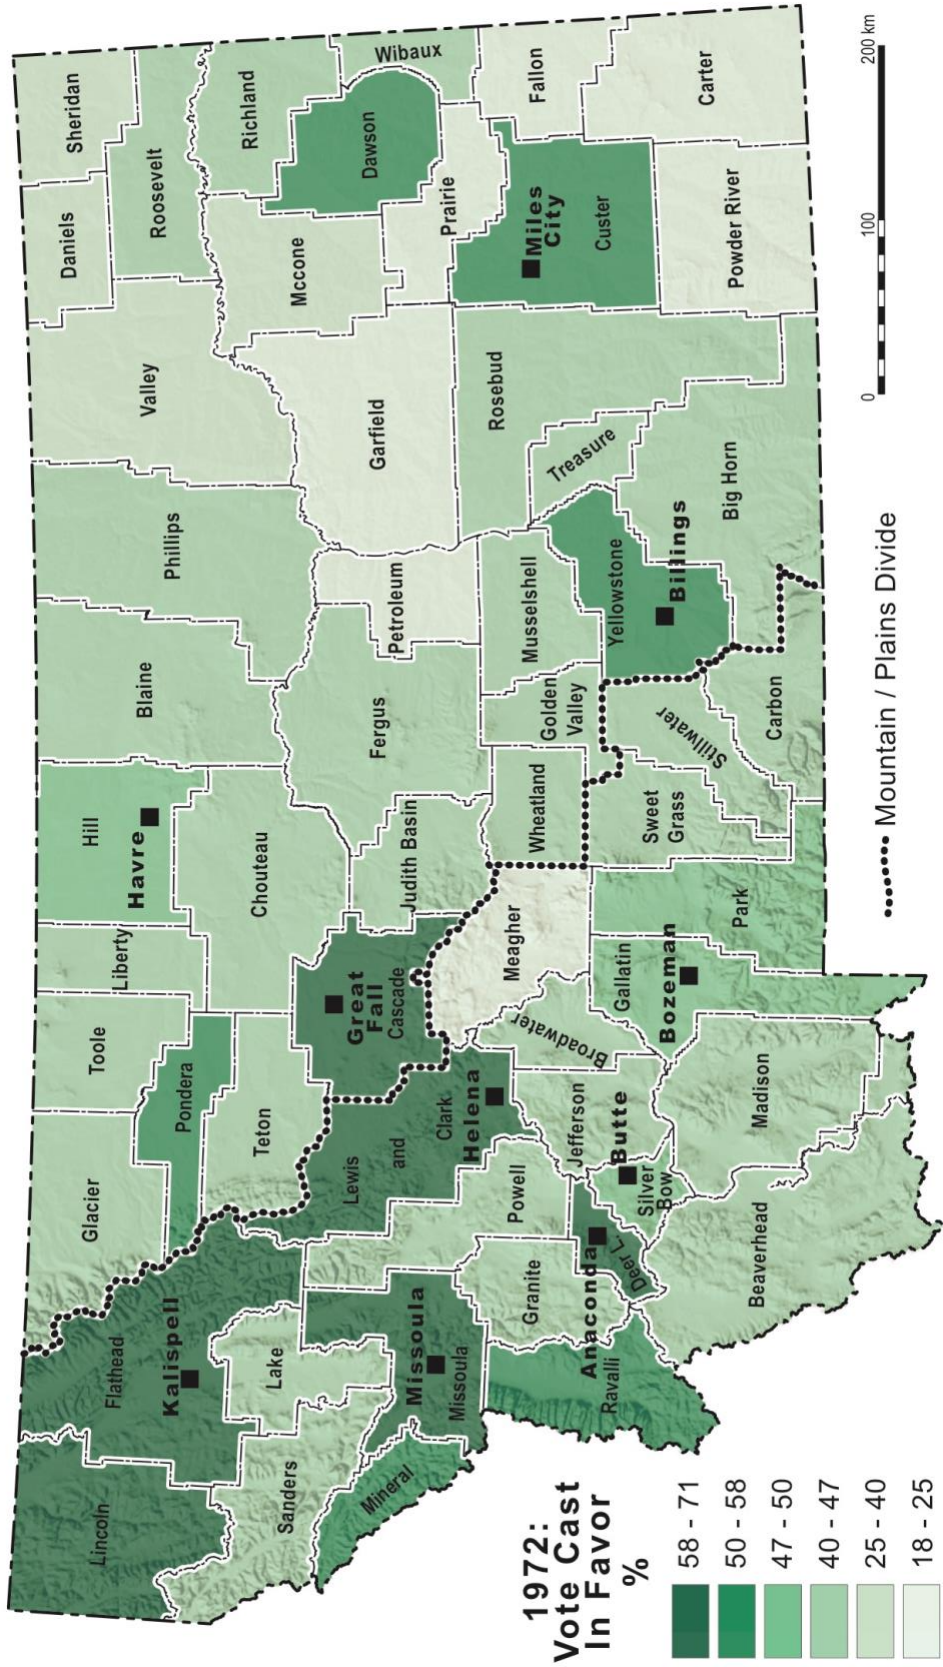 Lincoln
Flathead
Kalispell
Glacier
Toole
Liberty
Hill
Havre
Blaine
Phillips
Valley
Daniels
Sheridan
Roosevelt
Richland
Pondera
Teton
Chouteau
Sanders
Lake
Mineral
Missoula
Missoula
Powell
Lewis
and
Clark
Helena
Great
Fall
Cascade
Judith Basin
Fergus
Petroleum
Garfield
Mccone
Dawson
Wibaux
Prairie
Granite
Ravalli
Anaconda
Deer L.
Silver
Bow
Butte
Jefferson
Broadwater
Meagher
Wheatland
Golden
Valley
Musselshell
Rosebud
Treasure
Miles
City
Custer
Fallon
Beaverhead
Madison
Gallatin
Bozeman
Park
Sweet
Grass
Stillwater
Carbon
Yellowstone
Billings
Big Horn
Powder River
Carter
1972:
Vote Cast
In Favor
%
58 - 71
50 - 58
47 - 50
40 - 47
25 - 40
18 - 25
Mountain / Plains Divide
0
100
200 km